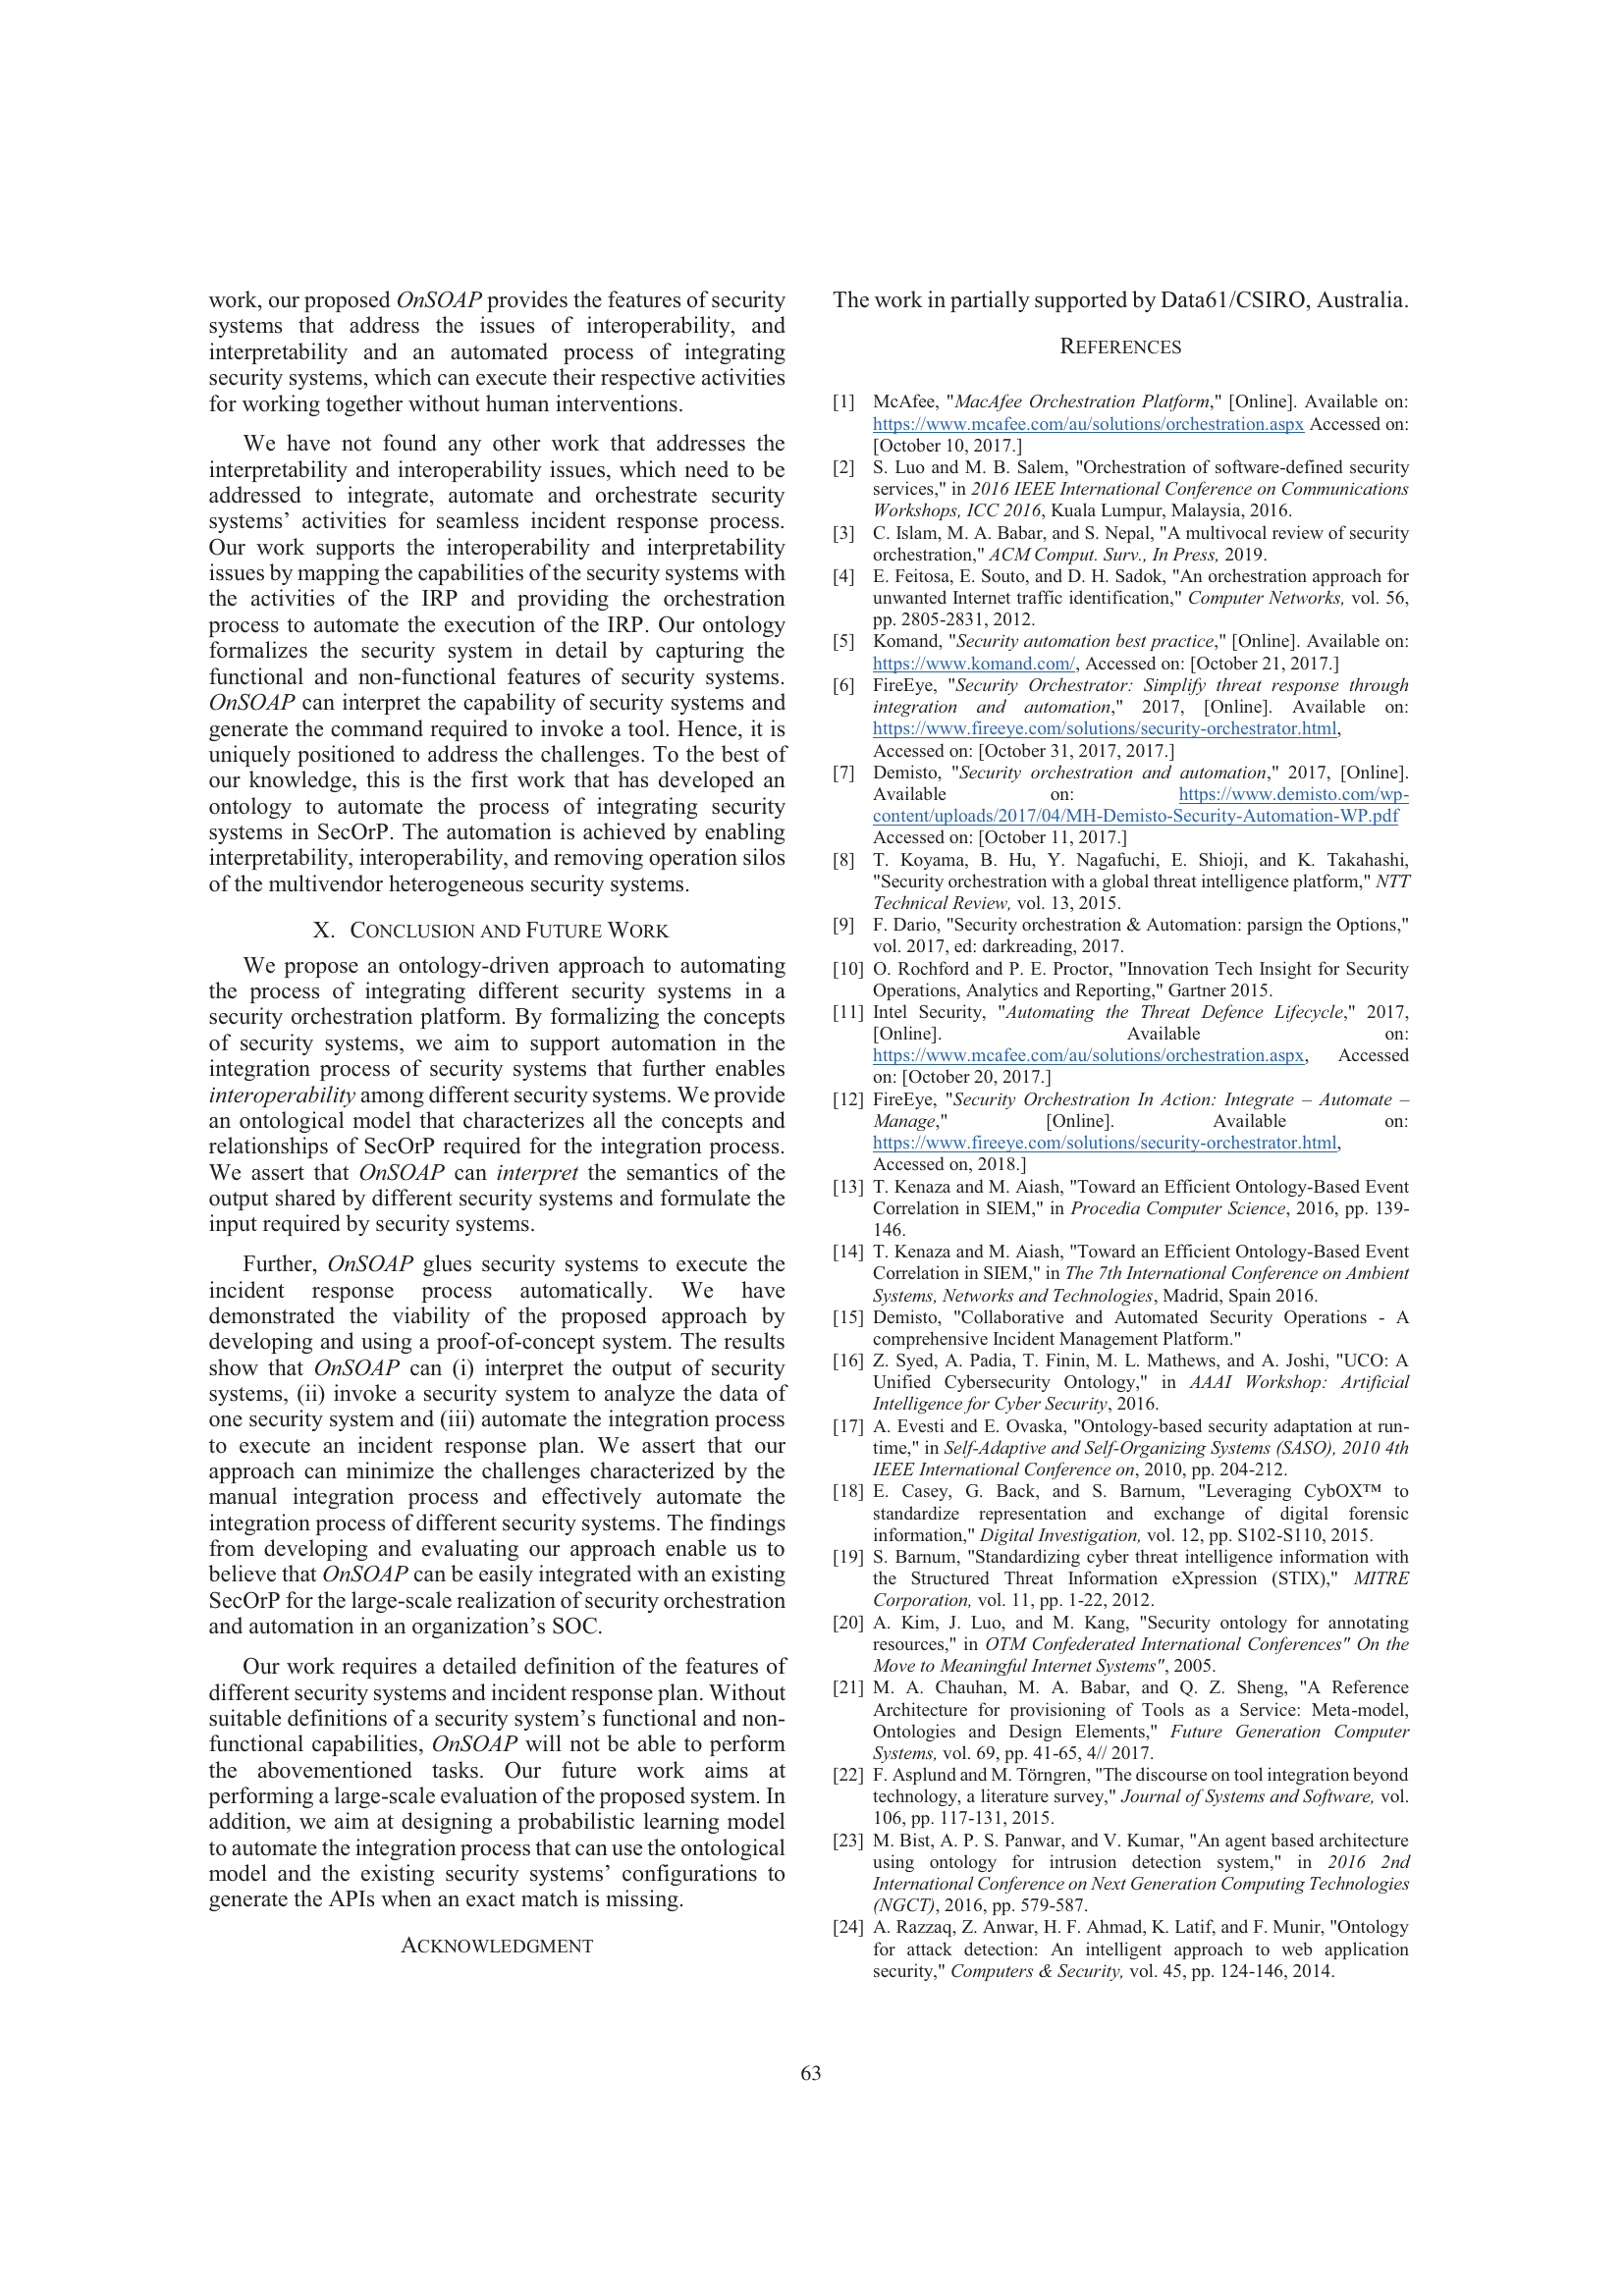 work, our proposed OnSOAP provides the features of security
systems that address the issues of interoperability, and
interpretability and an automated process of integrating
security systems, which can execute their respective activities
for working together without human interventions.
We have not found any other work that addresses the
interpretability and interoperability issues, which need to be
addressed to integrate, automate and orchestrate security
systems’ activities for seamless incident response process.
Our work supports the interoperability and interpretability
issues by mapping the capabilities of the security systems with
the activities of the IRP and providing the orchestration
process to automate the execution of the IRP. Our ontology
formalizes the security system in detail by capturing the
functional and non-functional features of security systems.
OnSOAP can interpret the capability of security systems and
generate the command required to invoke a tool. Hence, it is
uniquely positioned to address the challenges. To the best of
our knowledge, this is the first work that has developed an
ontology to automate the process of integrating security
systems in SecOrP. The automation is achieved by enabling
interpretability, interoperability, and removing operation silos
of the multivendor heterogeneous security systems.
X. CONCLUSION AND FUTURE WORK
We propose an ontology-driven approach to automating
the process of integrating different security systems in a
security orchestration platform. By formalizing the concepts
of security systems, we aim to support automation in the
integration process of security systems that further enables
interoperability among different security systems. We provide
an ontological model that characterizes all the concepts and
relationships of SecOrP required for the integration process.
We assert that OnSOAP can interpret the semantics of the
output shared by different security systems and formulate the
input required by security systems.
Further, OnSOAP glues security systems to execute the
incident response process automatically. We have
demonstrated the viability of the proposed approach by
developing and using a proof-of-concept system. The results
show that OnSOAP can (i) interpret the output of security
systems, (ii) invoke a security system to analyze the data of
one security system and (iii) automate the integration process
to execute an incident response plan. We assert that our
approach can minimize the challenges characterized by the
manual integration process and effectively automate the
integration process of different security systems. The findings
from developing and evaluating our approach enable us to
believe that OnSOAP can be easily integrated with an existing
SecOrP for the large-scale realization of security orchestration
and automation in an organization’s SOC.
Our work requires a detailed definition of the features of
different security systems and incident response plan. Without
suitable definitions of a security system’s functional and non-
functional capabilities, OnSOAP will not be able to perform
the abovementioned tasks. Our future work aims at
performing a large-scale evaluation of the proposed system. In
addition, we aim at designing a probabilistic learning model
to automate the integration process that can use the ontological
model and the existing security systems’ configurations to
generate the APIs when an exact match is missing.
ACKNOWLEDGMENT
The work in partially supported by Data61/CSIRO, Australia.
REFERENCES
[1] McAfee, "MacAfee Orchestration Platform," [Online]. Available on:
https://www.mcafee.com/au/solutions/orchestration.aspx Accessed on:
[October 10, 2017.]
[2] S. Luo and M. B. Salem, "Orchestration of software-defined security
services," in 2016 IEEE International Conference on Communications
Workshops, ICC 2016, Kuala Lumpur, Malaysia, 2016.
[3] C. Islam, M. A. Babar, and S. Nepal, "A multivocal review of security
orchestration," ACM Comput. Surv., In Press, 2019.
[4] E. Feitosa, E. Souto, and D. H. Sadok, "An orchestration approach for
unwanted Internet traffic identification," Computer Networks, vol. 56,
pp. 2805-2831, 2012.
[5] Komand, "Security automation best practice," [Online]. Available on:
https://www.komand.com/, Accessed on: [October 21, 2017.]
[6] FireEye, "Security Orchestrator: Simplify threat response through
integration and automation," 2017, [Online]. Available on:
https://www.fireeye.com/solutions/security-orchestrator.html,
Accessed on: [October 31, 2017, 2017.]
[7] Demisto, "Security orchestration and automation," 2017, [Online].
Available on: https://www.demisto.com/wp-
content/uploads/2017/04/MH-Demisto-Security-Automation-WP.pdf
Accessed on: [October 11, 2017.]
[8] T. Koyama, B. Hu, Y. Nagafuchi, E. Shioji, and K. Takahashi,
"Security orchestration with a global threat intelligence platform," NTT
Technical Review, vol. 13, 2015.
[9] F. Dario, "Security orchestration & Automation: parsign the Options,"
vol. 2017, ed: darkreading, 2017.
[10] O. Rochford and P. E. Proctor, "Innovation Tech Insight for Security
Operations, Analytics and Reporting," Gartner 2015.
[11] Intel Security, "Automating the Threat Defence Lifecycle," 2017,
[Online]. Available on:
https://www.mcafee.com/au/solutions/orchestration.aspx, Accessed
on: [October 20, 2017.]
[12] FireEye, "Security Orchestration In Action: Integrate – Automate –
Manage," [Online]. Available on:
https://www.fireeye.com/solutions/security-orchestrator.html,
Accessed on, 2018.]
[13] T. Kenaza and M. Aiash, "Toward an Efficient Ontology-Based Event
Correlation in SIEM," in Procedia Computer Science, 2016, pp. 139-
146.
[14] T. Kenaza and M. Aiash, "Toward an Efficient Ontology-Based Event
Correlation in SIEM," in The 7th International Conference on Ambient
Systems, Networks and Technologies, Madrid, Spain 2016.
[15] Demisto, "Collaborative and Automated Security Operations - A
comprehensive Incident Management Platform."
[16] Z. Syed, A. Padia, T. Finin, M. L. Mathews, and A. Joshi, "UCO: A
Unified Cybersecurity Ontology," in AAAI Workshop: Artificial
Intelligence for Cyber Security, 2016.
[17] A. Evesti and E. Ovaska, "Ontology-based security adaptation at run-
time," in Self-Adaptive and Self-Organizing Systems (SASO), 2010 4th
IEEE International Conference on, 2010, pp. 204-212.
[18] E. Casey, G. Back, and S. Barnum, "Leveraging CybOX™ to
standardize representation and exchange of digital forensic
information," Digital Investigation, vol. 12, pp. S102-S110, 2015.
[19] S. Barnum, "Standardizing cyber threat intelligence information with
the Structured Threat Information eXpression (STIX)," MITRE
Corporation, vol. 11, pp. 1-22, 2012.
[20] A. Kim, J. Luo, and M. Kang, "Security ontology for annotating
resources," in OTM Confederated International Conferences" On the
Move to Meaningful Internet Systems", 2005.
[21] M. A. Chauhan, M. A. Babar, and Q. Z. Sheng, "A Reference
Architecture for provisioning of Tools as a Service: Meta-model,
Ontologies and Design Elements," Future Generation Computer
Systems, vol. 69, pp. 41-65, 4// 2017.
[22] F. Asplund and M. Törngren, "The discourse on tool integration beyond
technology, a literature survey," Journal of Systems and Software, vol.
106, pp. 117-131, 2015.
[23] M. Bist, A. P. S. Panwar, and V. Kumar, "An agent based architecture
using ontology for intrusion detection system," in 2016 2nd
International Conference on Next Generation Computing Technologies
(NGCT), 2016, pp. 579-587.
[24] A. Razzaq, Z. Anwar, H. F. Ahmad, K. Latif, and F. Munir, "Ontology
for attack detection: An intelligent approach to web application
security," Computers & Security, vol. 45, pp. 124-146, 2014.
63